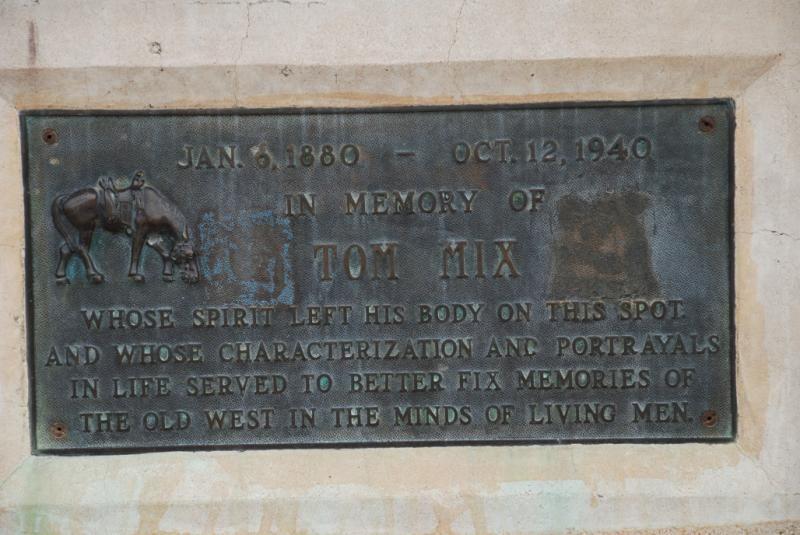 JAN. 6, 1880 – OCT. 12, 1940
IN MEMORY OF
TOM MIX
WHOSE SPIRIT LEFT HIS BODY ON THIS SPOT.
AND WHOSE CHARACTERIZATION AND PORTRAYALS
IN LIFE SERVED TO BETTER FIX MEMORIES OF
THE OLD WEST IN THE MINDS OF LIVING MEN.